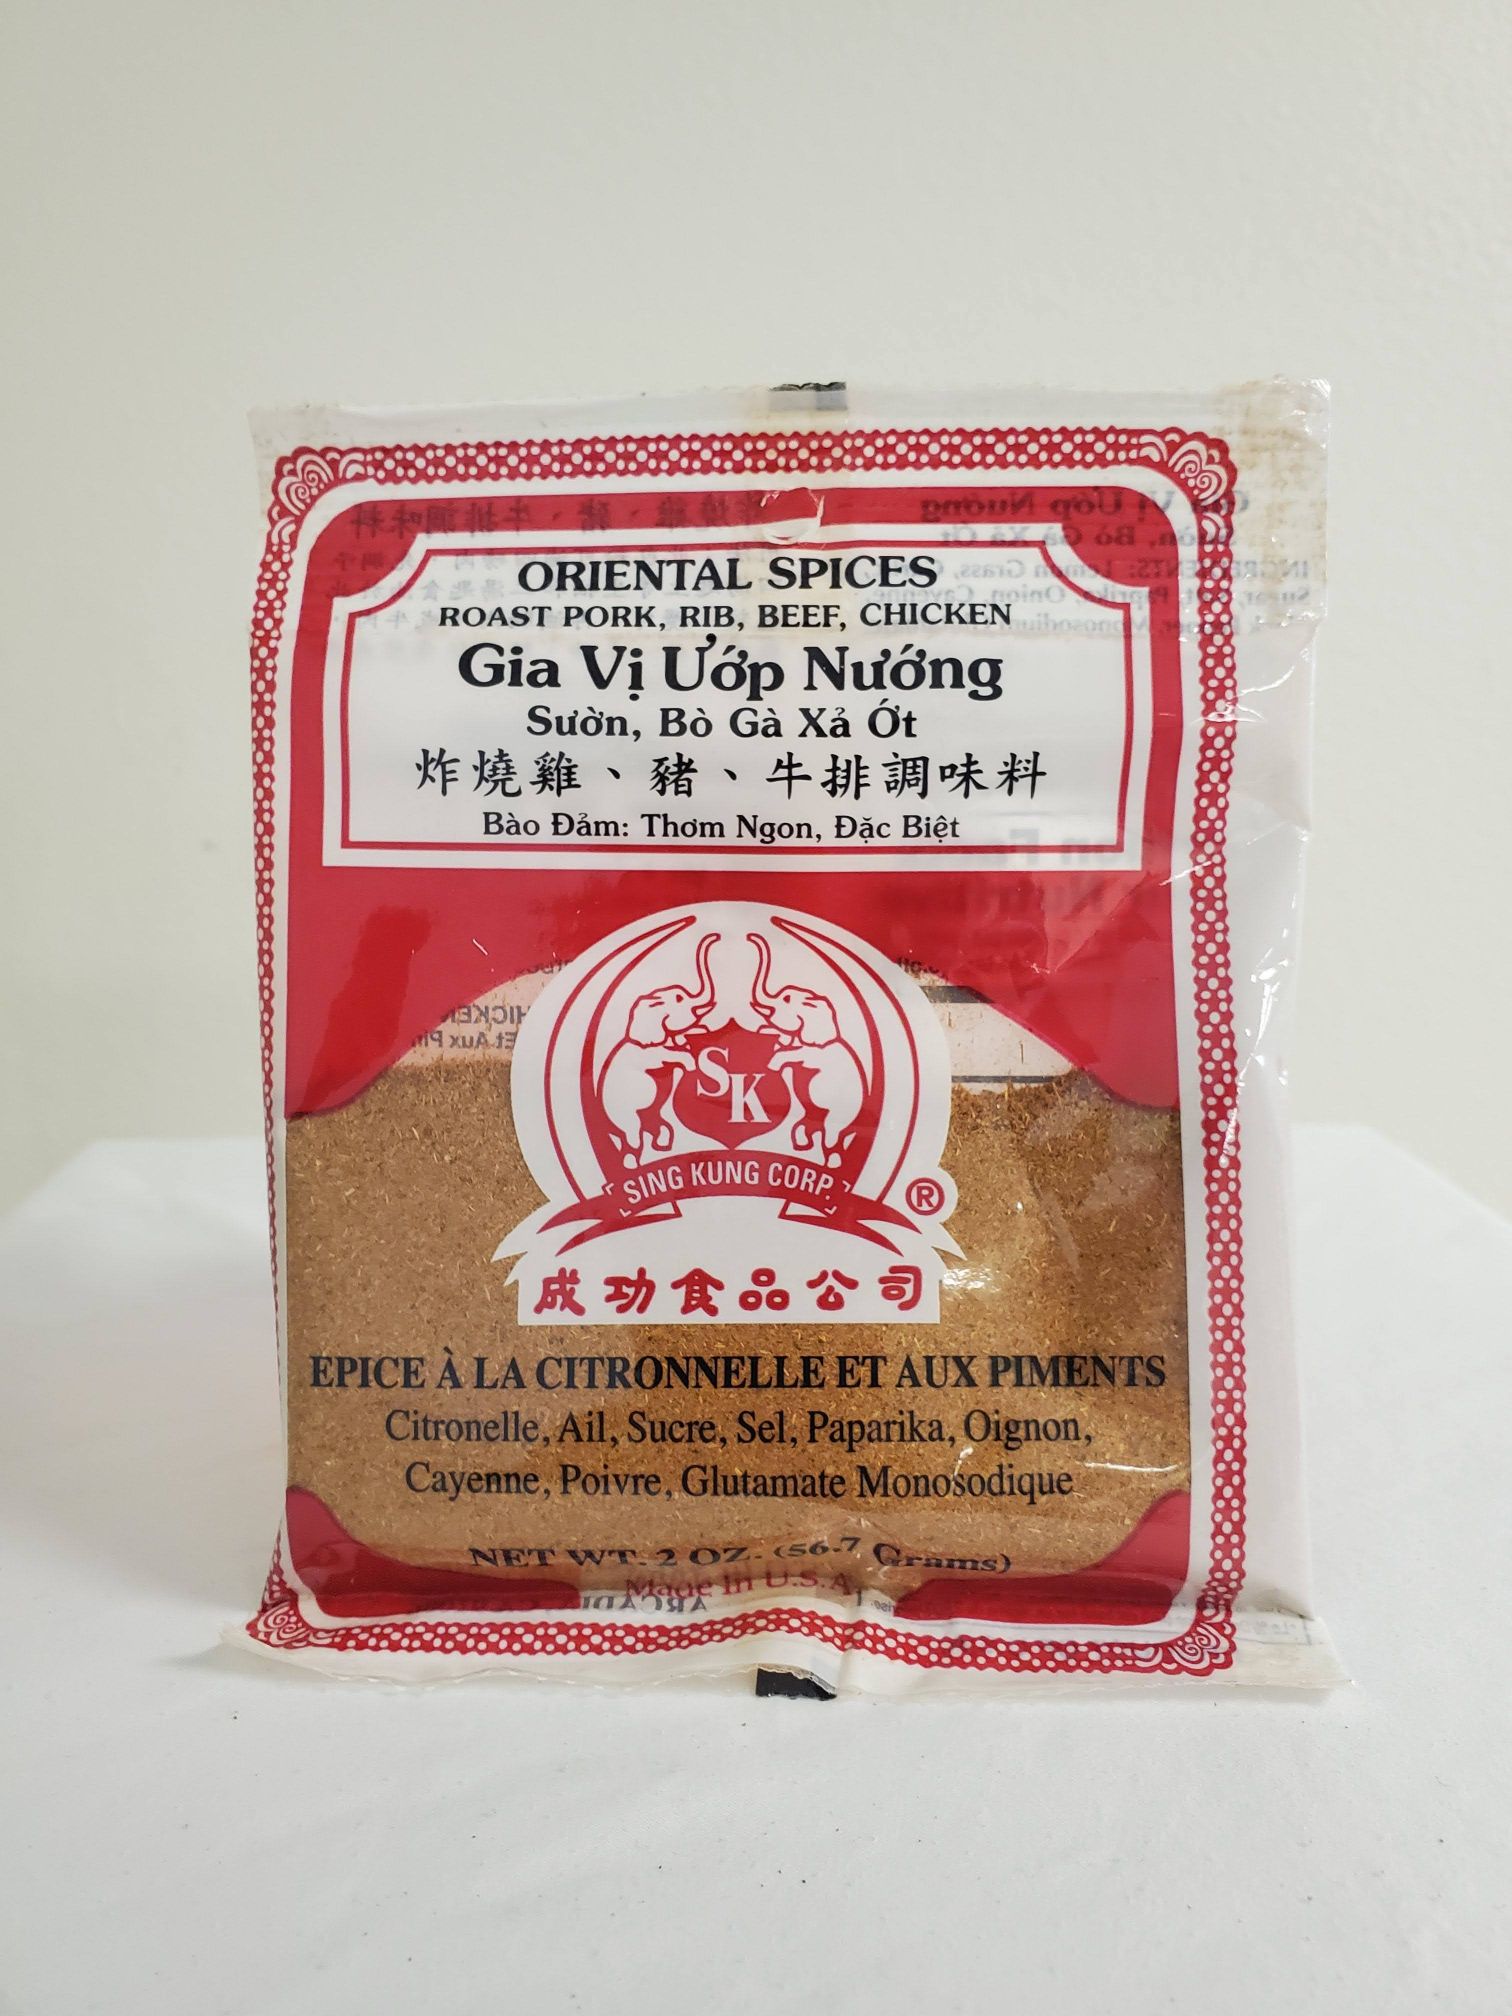 ORIENTAL SPICES
ROAST PORK, RIB, BEEF, CHICKEN
Gia Vị Ướp Nướng
Sườn, Bò Gà Xả Ớt
炸燒雞、豬、牛排調味料
Bào Đảm: Thơm Ngon, Đặc Biệt
SK
SING KUNG CORP.
®
成功食品公司
EPICE À LA CITRONNELLE ET AUX PIMENTS
Citronelle, Ail, Sucre, Sel, Paparika, Oignon,
Cayenne, Poivre, Glutamate Monosodique
NET WT. 2 OZ. (56.7 Grams)
Made In U.S.A.